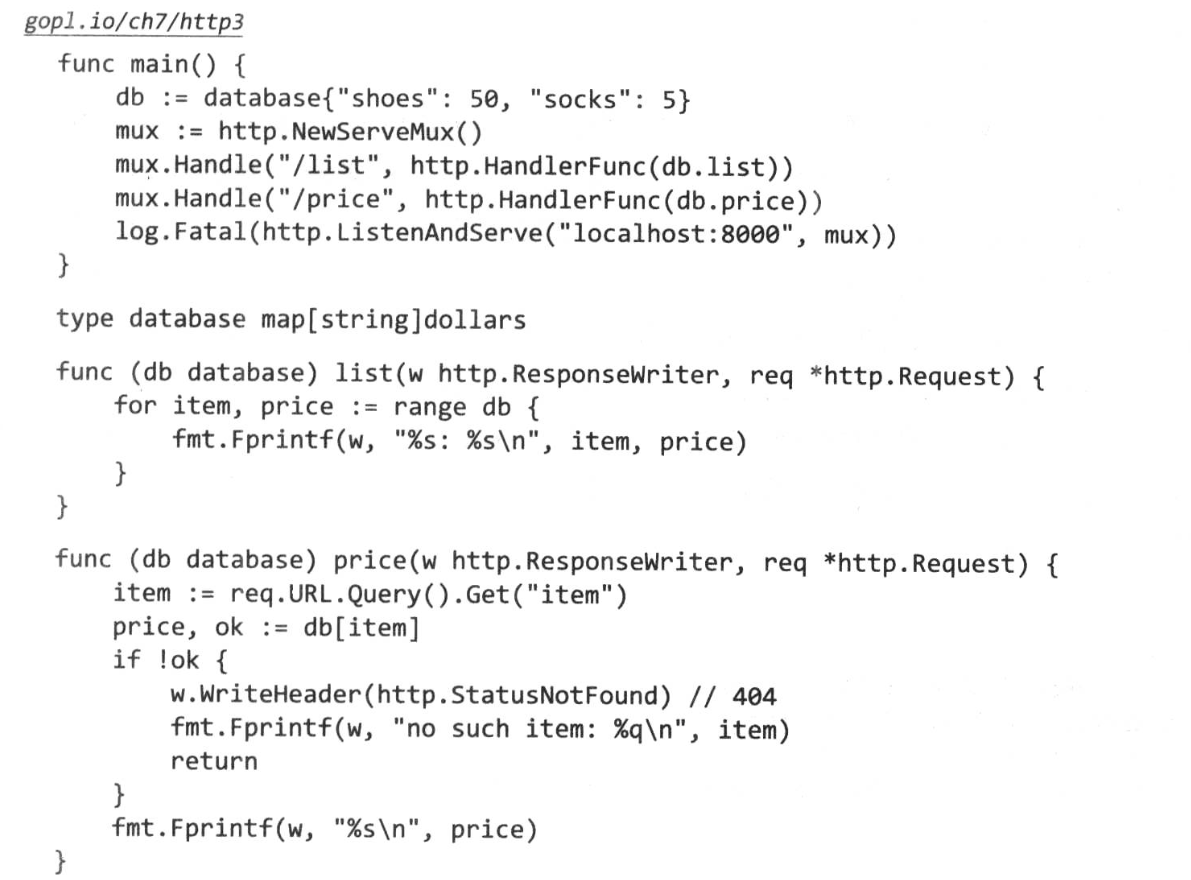 gopl.io/ch7/http3
func main() {
    db := database{"shoes": 50, "socks": 5}
    mux := http.NewServeMux()
    mux.Handle("/list", http.HandlerFunc(db.list))
    mux.Handle("/price", http.HandlerFunc(db.price))
    log.Fatal(http.ListenAndServe("localhost:8000", mux))
}
type database map[string]dollars
func (db database) list(w http.ResponseWriter, req *http.Request) {
    for item, price := range db {
        fmt.Fprintf(w, "%s: %s\n", item, price)
    }
}
func (db database) price(w http.ResponseWriter, req *http.Request) {
    item := req.URL.Query().Get("item")
    price, ok := db[item]
    if !ok {
        w.WriteHeader(http.StatusNotFound) // 404
        fmt.Fprintf(w, "no such item: %q\n", item)
        return
    }
    fmt.Fprintf(w, "%s\n", price)
}